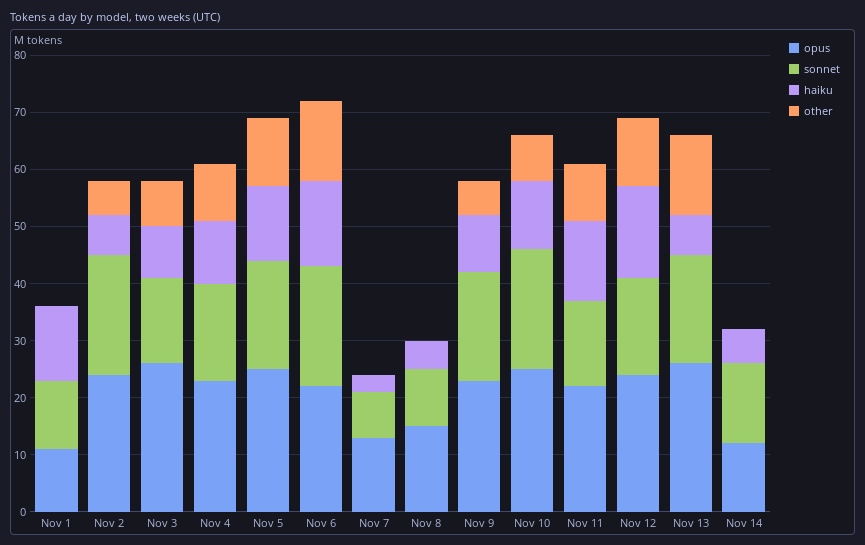 Tokens a day by model, two weeks (UTC)
M tokens
80
70
60
50
40
30
20
10
0
Nov 1 Nov 2 Nov 3 Nov 4 Nov 5 Nov 6 Nov 7 Nov 8 Nov 9 Nov 10 Nov 11 Nov 12 Nov 13 Nov 14
opus
sonnet
haiku
other